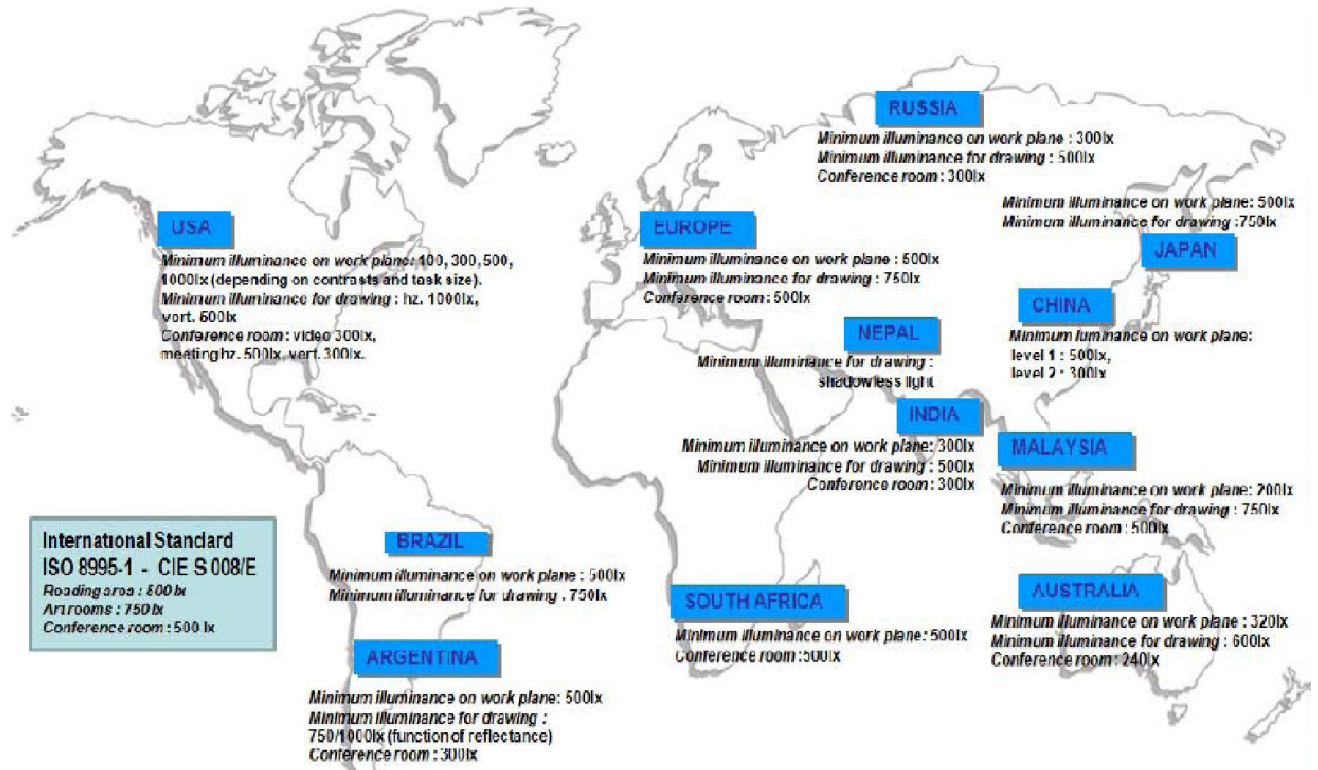 RUSSIA
Minimum illuminance on work plane : 300lx
Minimum illuminance for drawing : 500lx
Conference room : 300lx
Minimum illuminance on work plane: 500lx
Minimum illuminance for drawing :750lx
JAPAN
USA
Minimum illuminance on work plane: 100, 300, 500,
1000lx (depending on contrasts and task size).
Minimum illuminance for drawing : hz. 1000lx,
vert. 500lx
Conference room : video 300lx,
meeting hz. 500lx, vert. 300lx.
EUROPE
Minimum illuminance on work plane : 500lx
Minimum illuminance for drawing : 750lx
Conference room : 500lx
CHINA
Minimum luminance on work plane:
level 1 : 500lx,
level 2 : 300lx
NEPAL
Minimum illuminance for drawing :
shadowless light
INDIA
Minimum illuminance on work plane: 300lx
Minimum illuminance for drawing : 500lx
Conference room : 300lx
MALAYSIA
Minimum illuminance on work plane: 200lx
Minimum illuminance for drawing : 750lx
Conference room : 500lx
International Standard
ISO 8995-1 - CIE S 008/E
Reading area : 500 lx
Art rooms : 750 lx
Conference room : 500 lx
BRAZIL
Minimum illuminance on work plane : 500lx
Minimum illuminance for drawing : 750lx
SOUTH AFRICA
Minimum illuminance on work plane: 500lx
Conference room :500lx
AUSTRALIA
Minimum illuminance on work plane : 320lx
Minimum illuminance for drawing : 600lx
Conference room : 240lx
ARGENTINA
Minimum illuminance on work plane: 500lx
Minimum illuminance for drawing :
750/1000lx (function of reflectance)
Conference room : 300lx